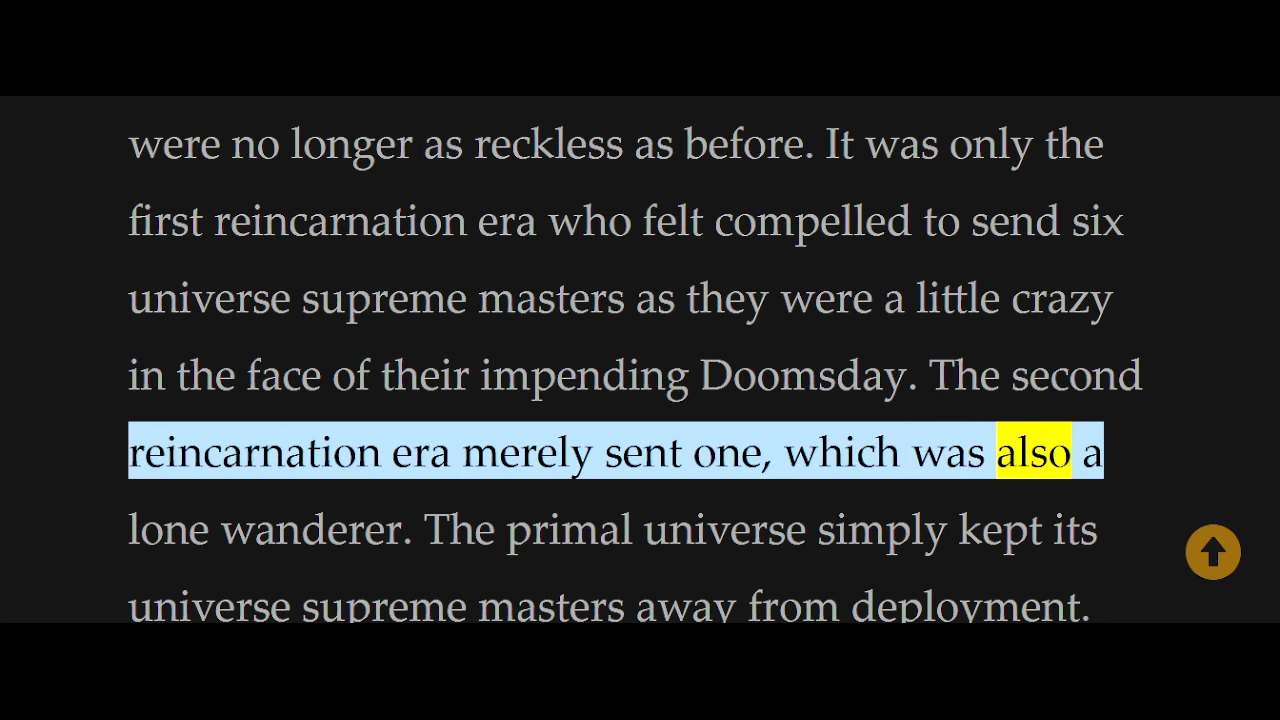 were no longer as reckless as before. It was only the
first reincarnation era who felt compelled to send six
universe supreme masters as they were a little crazy
in the face of their impending Doomsday. The second
reincarnation era merely sent one, which was also a
lone wanderer. The primal universe simply kept its
universe supreme masters away from deployment.